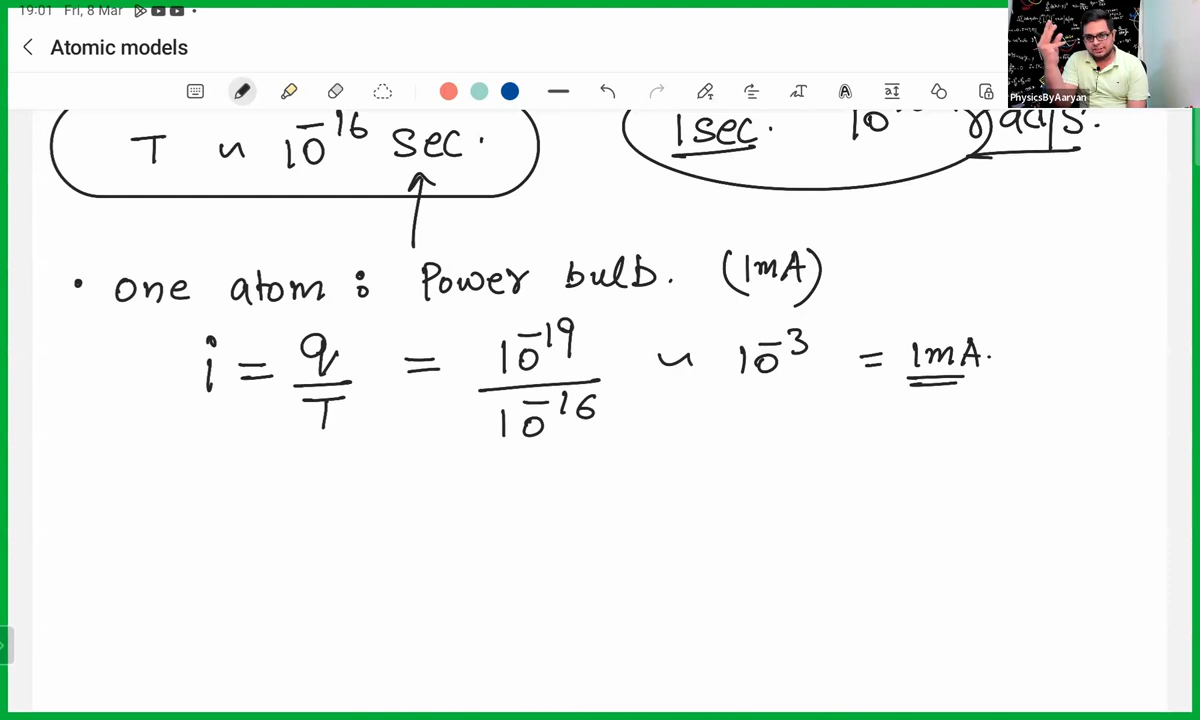 19:01 Fri, 8 Mar
Atomic models
PhysicsByAaryan
T ~ 10^-16 sec.
1sec. 10
• one atom : Power bulb. (1mA)
i = q/T = 10^-19/10^-16 ~ 10^-3 = 1mA.